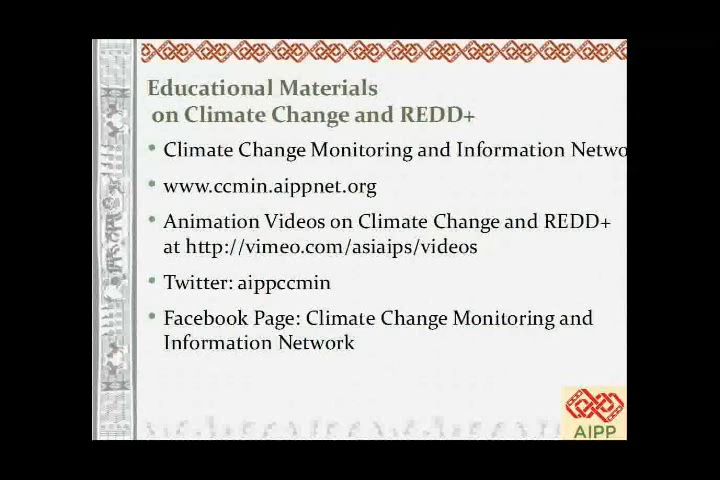 Educational Materials
on Climate Change and REDD+
• Climate Change Monitoring and Information Netwo
• www.ccmin.aippnet.org
• Animation Videos on Climate Change and REDD+
at http://vimeo.com/asiaips/videos
• Twitter: aippccmin
• Facebook Page: Climate Change Monitoring and
Information Network
AIPP